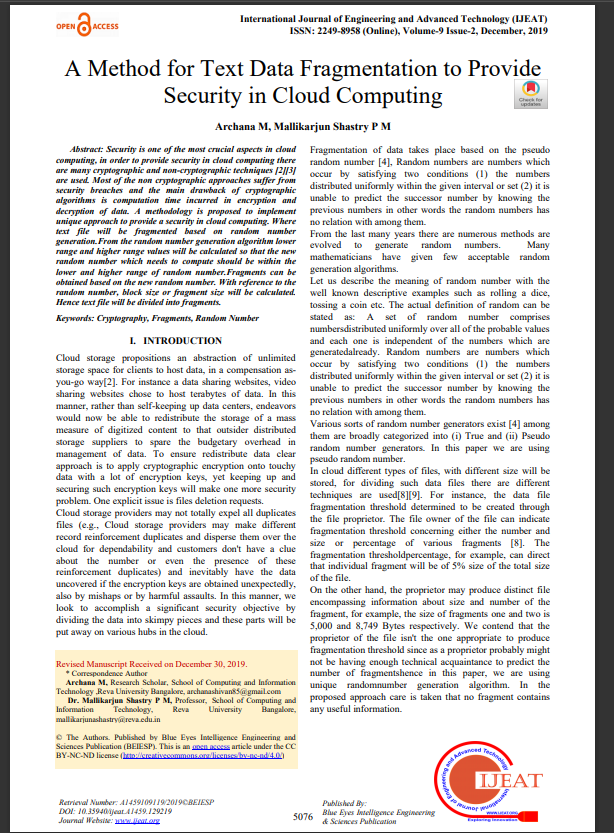 OPEN ACCESS
International Journal of Engineering and Advanced Technology (IJEAT)
ISSN: 2249-8958 (Online), Volume-9 Issue-2, December, 2019
A Method for Text Data Fragmentation to Provide
Security in Cloud Computing
Check for
updates
Archana M, Mallikarjun Shastry P M
Abstract: Security is one of the most crucial aspects in cloud
computing, in order to provide security in cloud computing there
are many cryptographic and non-cryptographic techniques [2][3]
are used. Most of the non cryptographic approaches suffer from
security breaches and the main drawback of cryptographic
algorithms is computation time incurred in encryption and
decryption of data. A methodology is proposed to implement
unique approach to provide a security in cloud computing. Where
text file will be fragmented based on random number
generation.From the random number generation algorithm lower
range and higher range values will be calculated so that the new
random number which needs to compute should be within the
lower and higher range of random number.Fragments can be
obtained based on the new random number. With reference to the
random number, block size or fragment size will be calculated.
Hence text file will be divided into fragments.
Keywords: Cryptography, Fragments, Random Number
I. INTRODUCTION
Cloud storage propositions an abstraction of unlimited
storage space for clients to host data, in a compensation as-
you-go way[2]. For instance a data sharing websites, video
sharing websites chose to host terabytes of data. In this
manner, rather than self-keeping up data centers, endeavors
would now be able to redistribute the storage of a mass
measure of digitized content to that outsider distributed
storage suppliers to spare the budgetary overhead in
management of data. To ensure redistribute data clear
approach is to apply cryptographic encryption onto touchy
data with a lot of encryption keys, yet keeping up and
securing such encryption keys will make one more security
problem. One explicit issue is files deletion requests.
Cloud storage providers may not totally expel all duplicates
files (e.g., Cloud storage providers may make different
record reinforcement duplicates and disperse them over the
cloud for dependability and customers don't have a clue
about the number or even the presence of these
reinforcement duplicates) and inevitably have the data
uncovered if the encryption keys are obtained unexpectedly,
also by mishaps or by harmful assaults. In this manner, we
look to accomplish a significant security objective by
dividing the data into skimpy pieces and these parts will be
put away on various hubs in the cloud.
Revised Manuscript Received on December 30, 2019.
* Correspondence Author
Archana M, Research Scholar, School of Computing and Information
Technology ,Reva University Bangalore, archanashivan85@gmail.com
Dr. Mallikarjun Shastry P M, Professor, School of Computing and
Information Technology, Reva University Bangalore,
mallikarjunashastry@reva.edu.in
© The Authors. Published by Blue Eyes Intelligence Engineering and
Sciences Publication (BEIESP). This is an open access article under the CC
BY-NC-ND license (http://creativecommons.org/licenses/by-nc-nd/4.0/)
Fragmentation of data takes place based on the pseudo
random number [4], Random numbers are numbers which
occur by satisfying two conditions (1) the numbers
distributed uniformly within the given interval or set (2) it is
unable to predict the successor number by knowing the
previous numbers in other words the random numbers has
no relation with among them.
From the last many years there are numerous methods are
evolved to generate random numbers. Many
mathematicians have given few acceptable random
generation algorithms.
Let us describe the meaning of random number with the
well known descriptive examples such as rolling a dice,
tossing a coin etc. The actual definition of random can be
stated as: A set of random number comprises
numbersdistributed uniformly over all of the probable values
and each one is independent of the numbers which are
generatedalready. Random numbers are numbers which
occur by satisfying two conditions (1) the numbers
distributed uniformly within the given interval or set (2) it is
unable to predict the successor number by knowing the
previous numbers in other words the random numbers has
no relation with among them.
Various sorts of random number generators exist [4] among
them are broadly categorized into (i) True and (ii) Pseudo
random number generators. In this paper we are using
pseudo random number.
In cloud different types of files, with different size will be
stored, for dividing such data files there are different
techniques are used[8][9]. For instance, the data file
fragmentation threshold determined to be created through
the file proprietor. The file owner of the file can indicate
fragmentation threshold concerning either the number and
size or percentage of various fragments [8]. The
fragmentation thresholdpercentage, for example, can direct
that individual fragment will be of 5% size of the total size
of the file.
On the other hand, the proprietor may produce distinct file
encompassing information about size and number of the
fragment, for example, the size of fragments one and two is
5,000 and 8,749 Bytes respectively. We contend that the
proprietor of the file isn't the one appropriate to produce
fragmentation threshold since as a proprietor probably might
not be having enough technical acquaintance to predict the
number of fragmentshence in this paper, we are using
unique randomnumber generation algorithm. In the
proposed approach care is taken that no fragment contains
any useful information.
Retrieval Number: A1459109119/2019©BEIESP
DOI: 10.35940/ijeat.A1459.129219
Journal Website: www.ijeat.org
5076
Published By:
Blue Eyes Intelligence Engineering
& Sciences Publication
International Journal of Engineering and Advanced Technology
IJEAT
www.ijeat.org
Exploring Innovation